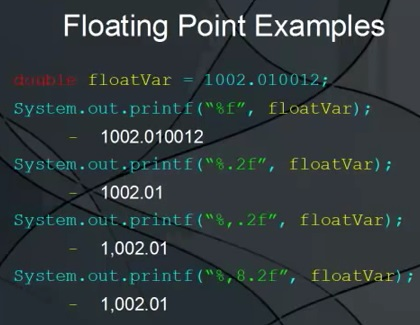 Floating Point Examples
double floatVar = 1002.010012;
System.out.printf(“%f”, floatVar);
– 1002.010012
System.out.printf(“%.2f”, floatVar);
– 1002.01
System.out.printf(“%,.2f”, floatVar);
– 1,002.01
System.out.printf(“%,8.2f”, floatVar);
– 1,002.01